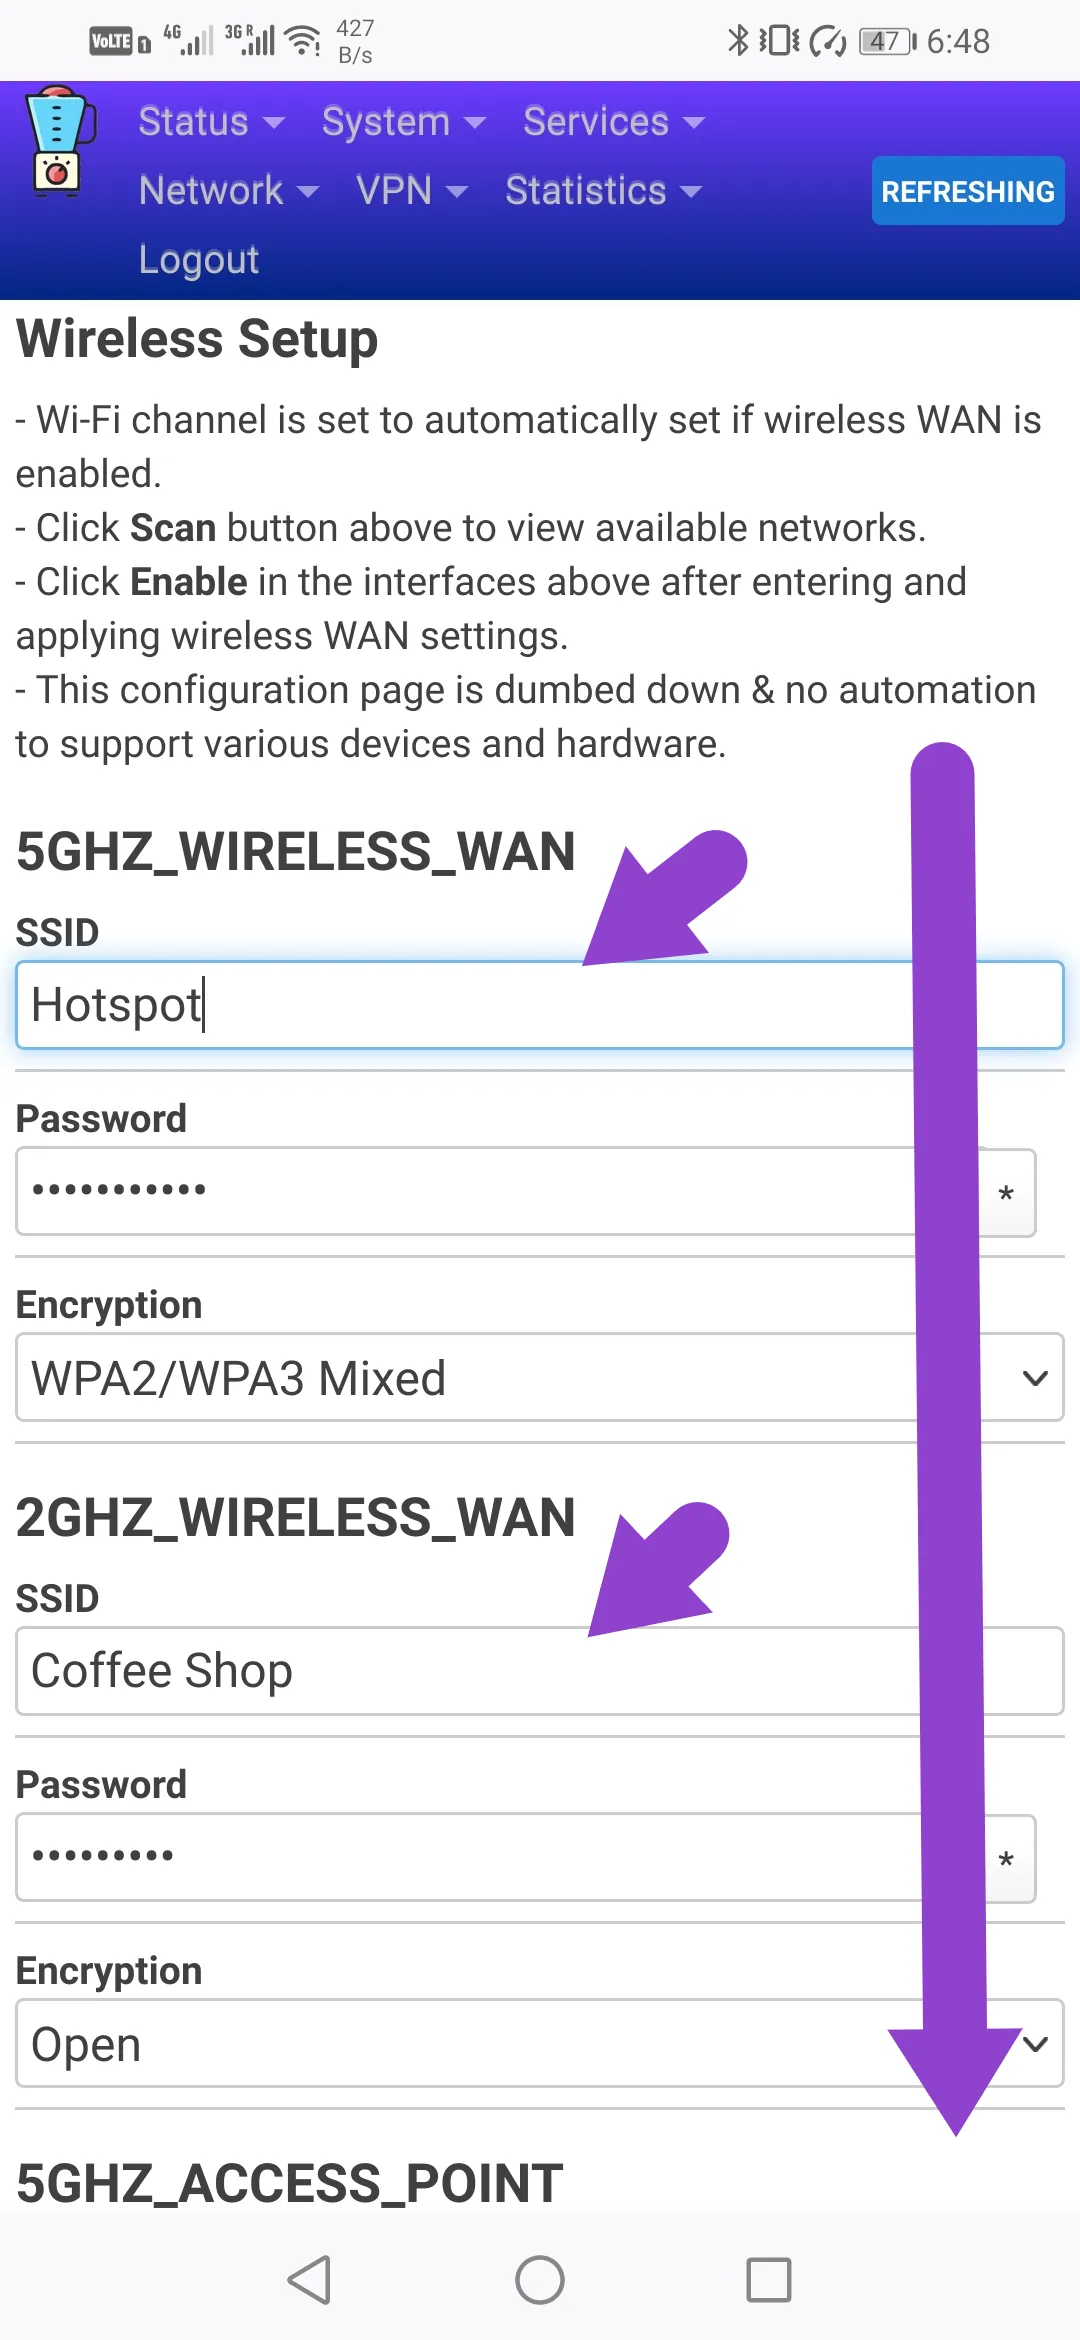 VoLTE 1 4G 3G R 427 B/s 47 6:48
Status System Services
Network VPN Statistics
REFRESHING
Logout
Wireless Setup
- Wi-Fi channel is set to automatically set if wireless WAN is
enabled.
- Click Scan button above to view available networks.
- Click Enable in the interfaces above after entering and
applying wireless WAN settings.
- This configuration page is dumbed down & no automation
to support various devices and hardware.
5GHZ_WIRELESS_WAN
SSID
Hotspot
Password
••••••••••• *
Encryption
WPA2/WPA3 Mixed
2GHZ_WIRELESS_WAN
SSID
Coffee Shop
Password
••••••••• *
Encryption
Open
5GHZ_ACCESS_POINT